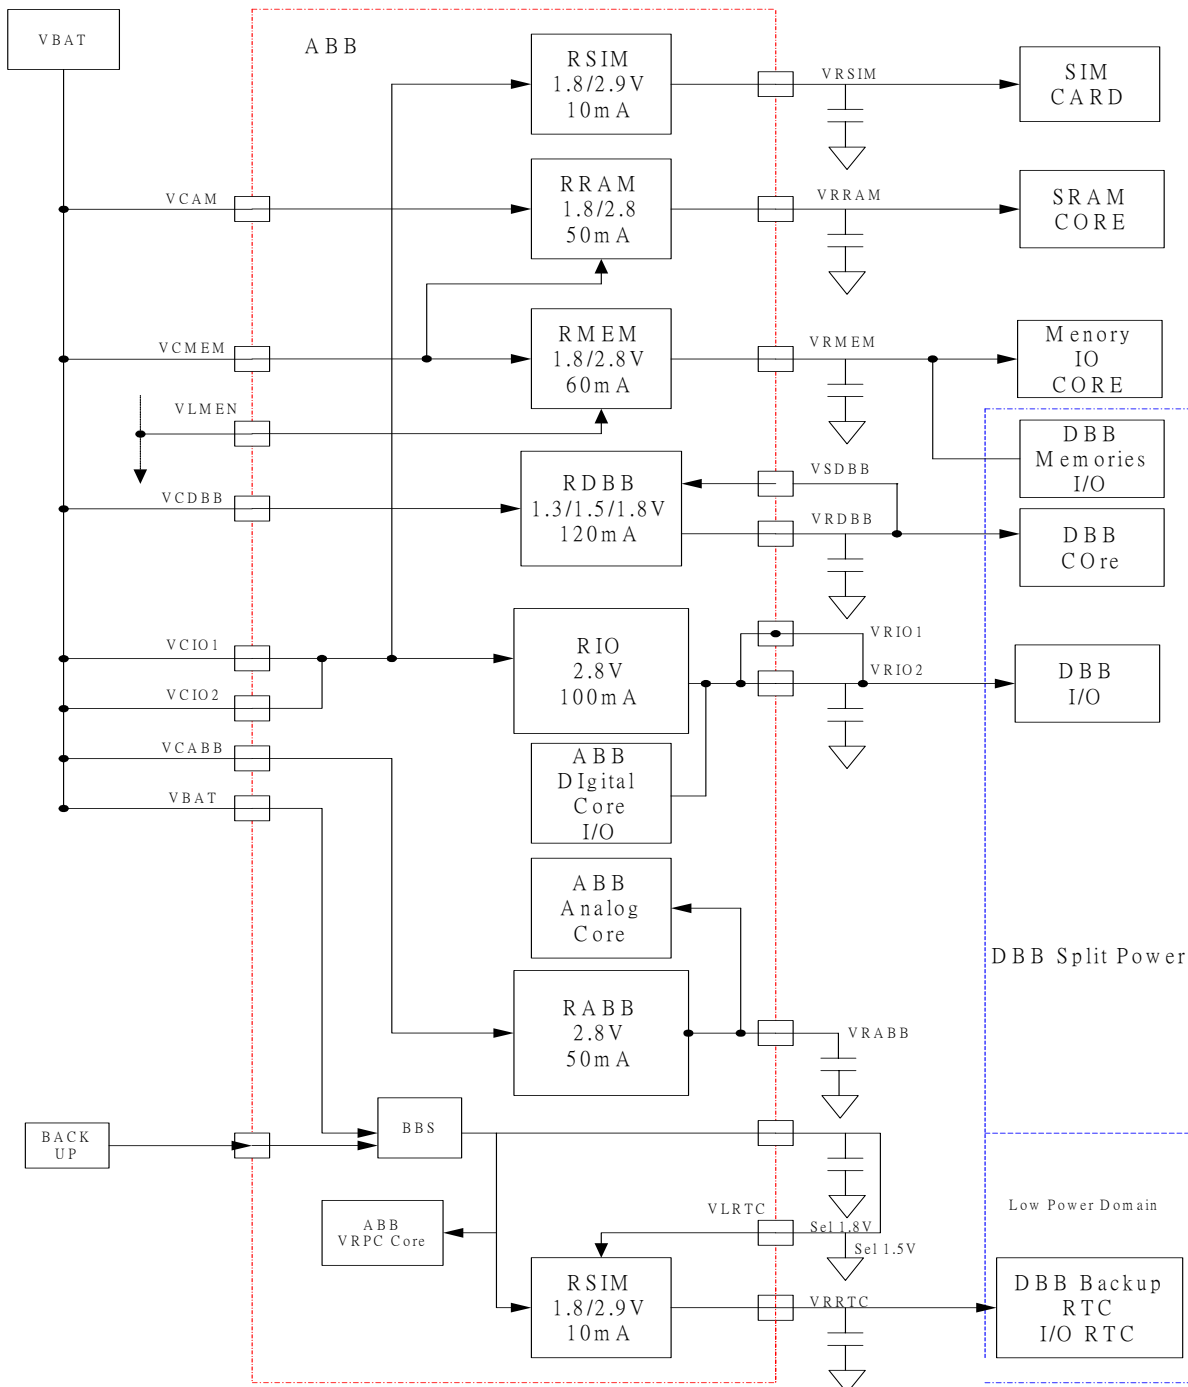 VBAT
ABB
RSIM
1.8/2.9V
10mA
VRSIM
SIM
CARD
VCAM
RRAM
1.8/2.8
50mA
VRRAM
SRAM
CORE
VCMEM
RMEM
1.8/2.8V
60mA
VRMEM
Menory
IO
CORE
VLMEN
DBB
Memories
I/O
VCDBB
RDBB
1.3/1.5/1.8V
120mA
VSDBB
VRDBB
DBB
COre
VCIO1
VCIO2
RIO
2.8V
100mA
VRIO1
VRIO2
DBB
I/O
VCABB
VBAT
ABB
DIgital
Core
I/O
ABB
Analog
Core
DBB Split Power
RABB
2.8V
50mA
VRABB
BACK
UP
BBS
ABB
VRPC Core
VLRTC
Sel 1.8V
Sel 1.5V
Low Power Domain
RSIM
1.8/2.9V
10mA
VRRTC
DBB Backup
RTC
I/O RTC